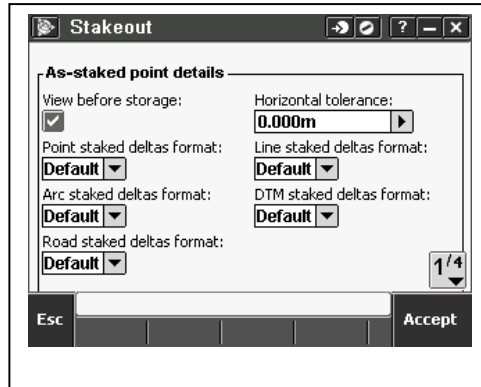 Stakeout
? – ×
As-staked point details
View before storage:
Horizontal tolerance:
0.000m
Point staked deltas format:
Line staked deltas format:
Default
Default
Arc staked deltas format:
DTM staked deltas format:
Default
Default
Road staked deltas format:
Default
1/4
Esc
Accept